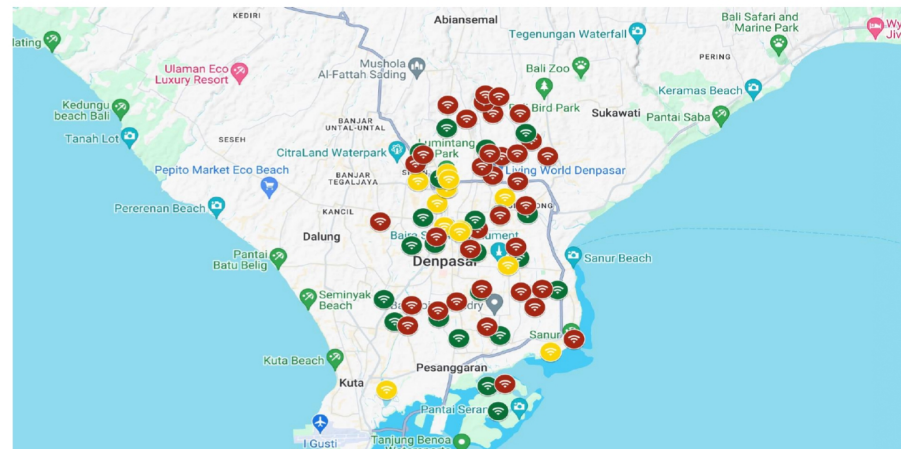 KEDIRI
Abiansemal
Bali Safari and
Marine Park
Tegenungan Waterfall
PERING
Mushola
Al-Fattah Sading
Bali Zoo
Ulaman Eco
Luxury Resort
Bird Park
Keramas Beach
Kedungu
beach Bali
Sukawati
Pantai Saba
BANJAR
UNTAL-UNTAL
Tanah Lot
SESEH
CitraLand Waterpark
Lumintang
Park
Pepito Market Eco Beach
BANJAR
TEGALJAYA
Living World Denpasar
Pererenan Beach
KANCIL
Dalung
Pantai
Batu Belig
Denpasar
Sanur Beach
Seminyak
Beach
Sanur
Kuta Beach
Pesanggaran
Kuta
Pantai
I Gusti
Tanjung Benoa